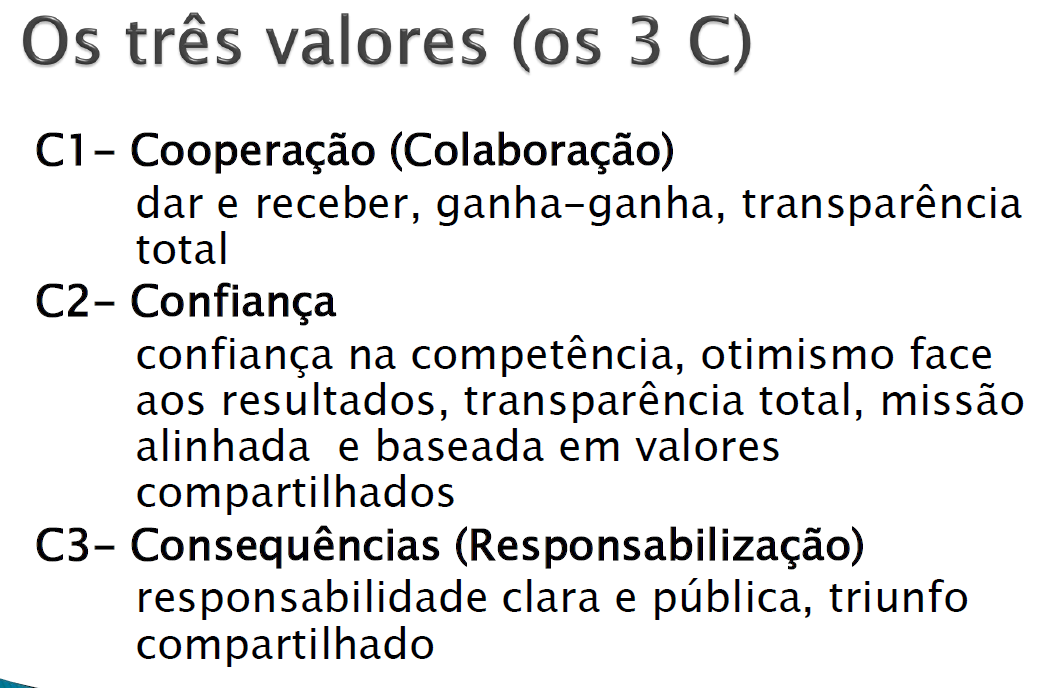 Os três valores (os 3 C)
C1- Cooperação (Colaboração)
dar e receber, ganha-ganha, transparência
total
C2- Confiança
confiança na competência, otimismo face
aos resultados, transparência total, missão
alinhada  e baseada em valores
compartilhados
C3- Consequências (Responsabilização)
responsabilidade clara e pública, triunfo
compartilhado